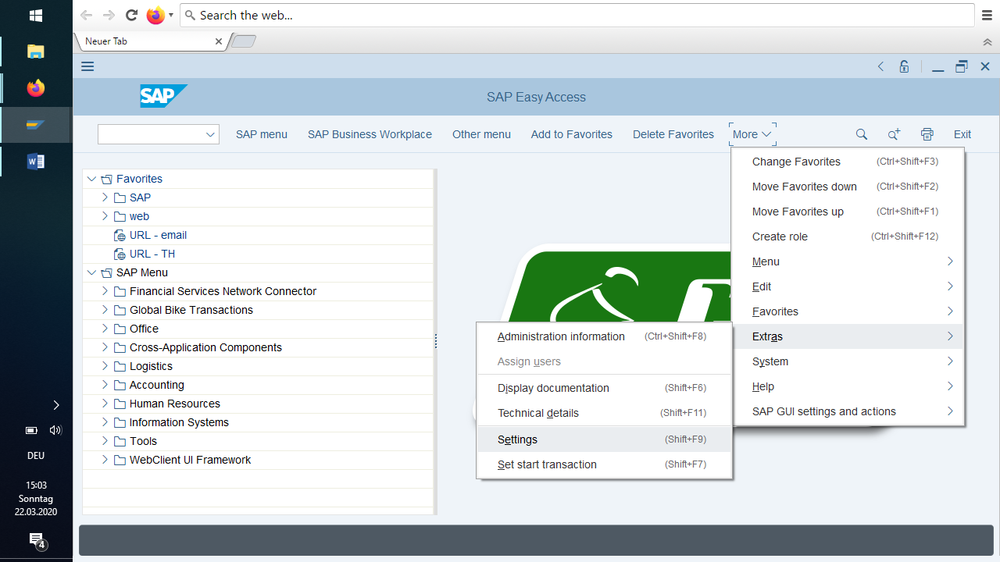 Search the web...
Neuer Tab
SAP
SAP Easy Access
SAP menu
SAP Business Workplace
Other menu
Add to Favorites
Delete Favorites
More
Exit
Favorites
SAP
web
URL - email
URL - TH
SAP Menu
Financial Services Network Connector
Global Bike Transactions
Office
Cross-Application Components
Logistics
Accounting
Human Resources
Information Systems
Tools
WebClient UI Framework
Change Favorites (Ctrl+Shift+F3)
Move Favorites down (Ctrl+Shift+F2)
Move Favorites up (Ctrl+Shift+F1)
Create role (Ctrl+Shift+F12)
Menu
Edit
Favorites
Extras
System
Help
SAP GUI settings and actions
Administration information (Ctrl+Shift+F8)
Assign users
Display documentation (Shift+F6)
Technical details (Shift+F11)
Settings (Shift+F9)
Set start transaction (Shift+F7)
DEU
15:03
Sonntag
22.03.2020
4